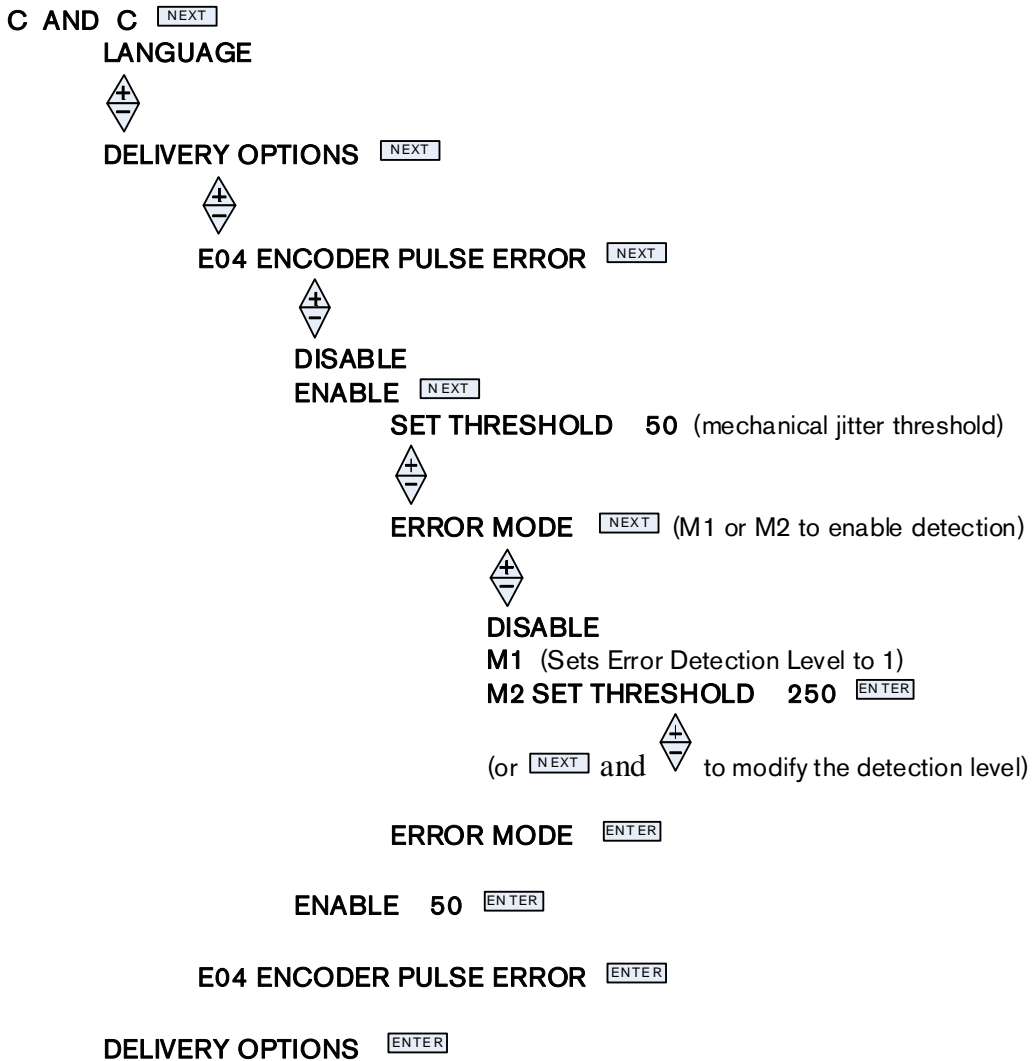 C AND C NEXT
LANGUAGE
+
−
DELIVERY OPTIONS NEXT
+
−
E04 ENCODER PULSE ERROR NEXT
+
−
DISABLE
ENABLE NEXT
SET THRESHOLD 50 (mechanical jitter threshold)
+
−
ERROR MODE NEXT (M1 or M2 to enable detection)
+
−
DISABLE
M1 (Sets Error Detection Level to 1)
M2 SET THRESHOLD 250 ENTER
+
−
(or NEXT and to modify the detection level)
ERROR MODE ENTER
ENABLE 50 ENTER
E04 ENCODER PULSE ERROR ENTER
DELIVERY OPTIONS ENTER